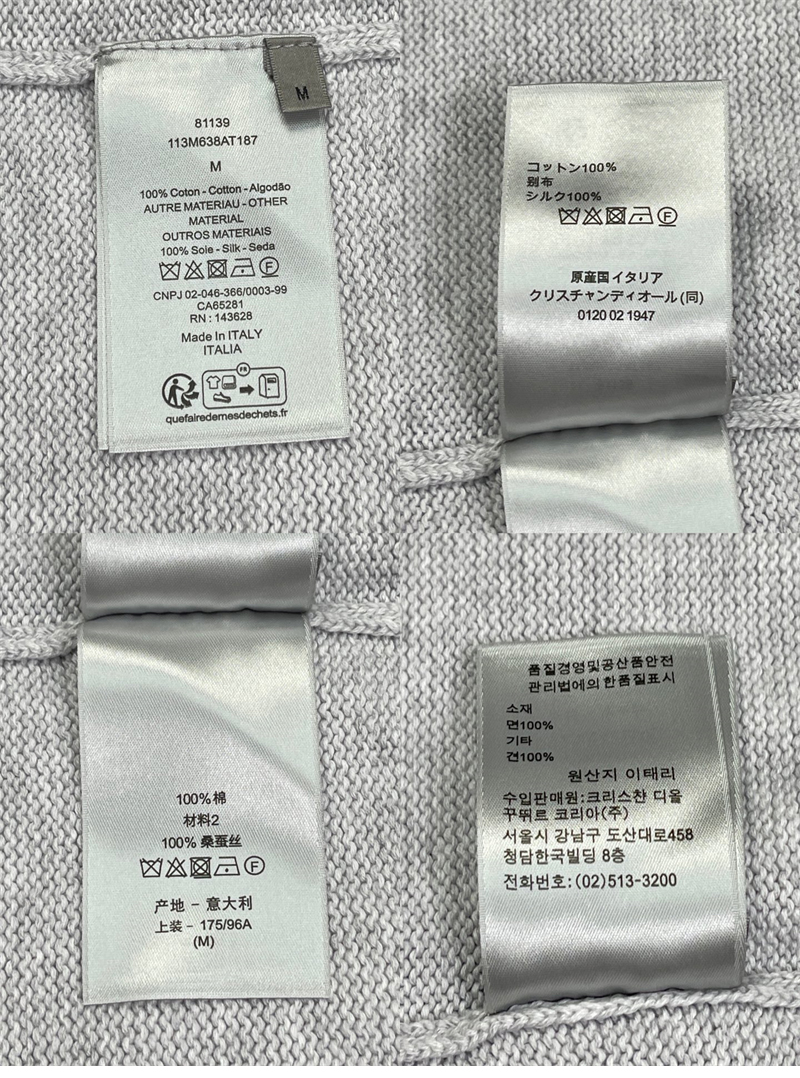 M
81139
113M638AT187
M
100% Coton - Cotton - Algodão
AUTRE MATERIAU - OTHER
MATERIAL
OUTROS MATERIAIS
100% Soie - Silk - Seda
F
CNPJ 02-046-366/0003-99
CA65281
RN : 143628
Made In ITALY
ITALIA
FR
quefairedemesdechets.fr
コットン100%
別布
シルク100%
F
原産国イタリア
クリスチャンディオール(同)
0120 02 1947
100%棉
材料2
100% 桑蚕丝
F
产地 - 意大利
上装 - 175/96A
(M)
품질경영및공산품안전
관리법에의한품질표시
소재
면100%
기타
견100%
원산지 이태리
수입판매원:크리스챤 디올
꾸뛰르 코리아(주)
서울시 강남구 도산대로458
청담한국빌딩 8층
전화번호:(02)513-3200